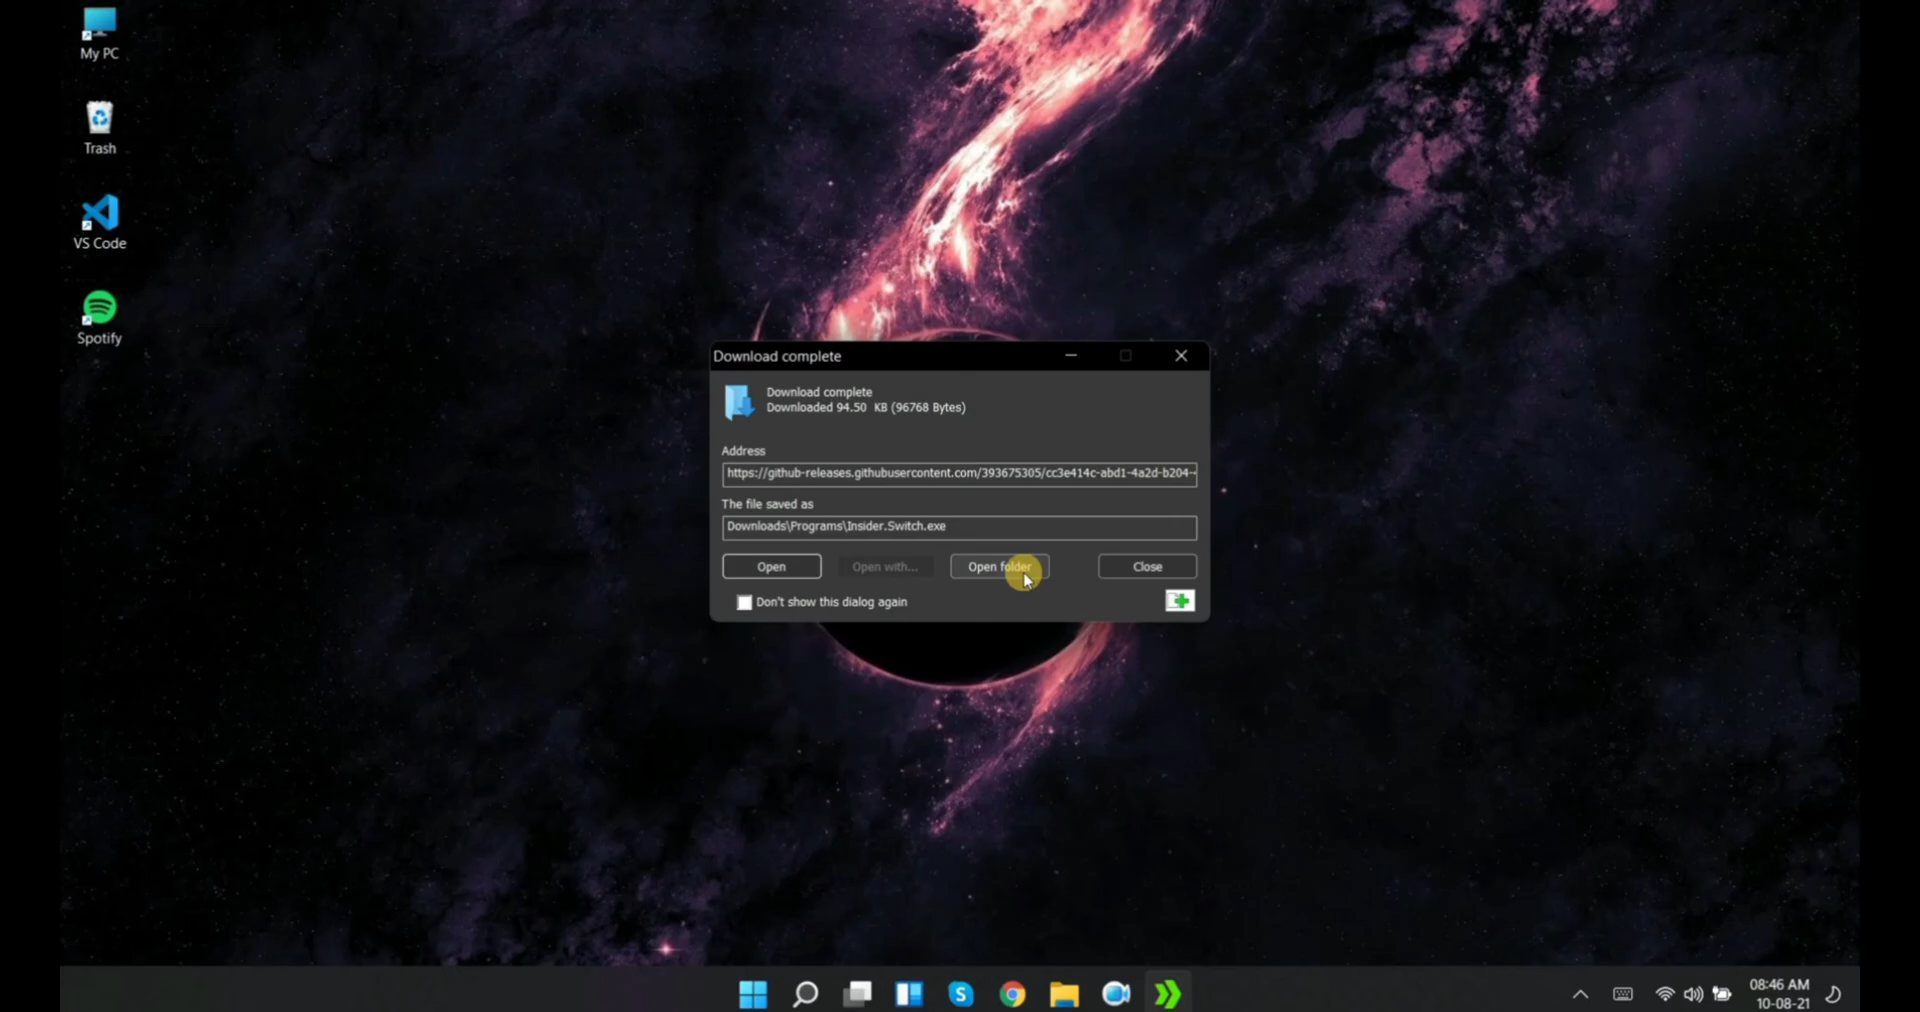 My PC
Trash
VS Code
Spotify
Download complete
Download complete
Downloaded 94.50 KB (96768 Bytes)
Address
https://github-releases.githubusercontent.com/393675305/cc3e414c-abd1-4a2d-b204-
The file saved as
Downloads\Programs\Insider.Switch.exe
Open
Open with...
Open folder
Close
Don't show this dialog again
08:46 AM
10-08-21